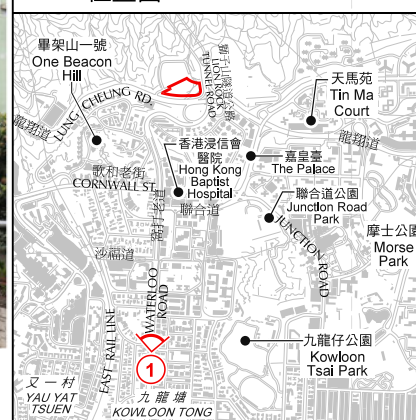 畢架山一號
One Beacon
Hill
獅子山隧道公路
LION ROCK
TUNNEL ROAD
天馬苑
Tin Ma
Court
龍翔道
LUNG CHEUNG RD.
龍翔道
香港浸信會
醫院
Hong Kong
Baptist
Hospital
嘉皇臺
The Palace
歌和老街
CORNWALL ST.
聯合道
聯合道公園
Junction Road
Park
JUNCTION ROAD
摩士公園
Morse
Park
窩打老道
WATERLOO
ROAD
沙福道
EAST RAIL LINE
1
九龍仔公園
Kowloon
Tsai Park
又一村
YAU YAT
TSUEN
九龍塘
KOWLOON TONG